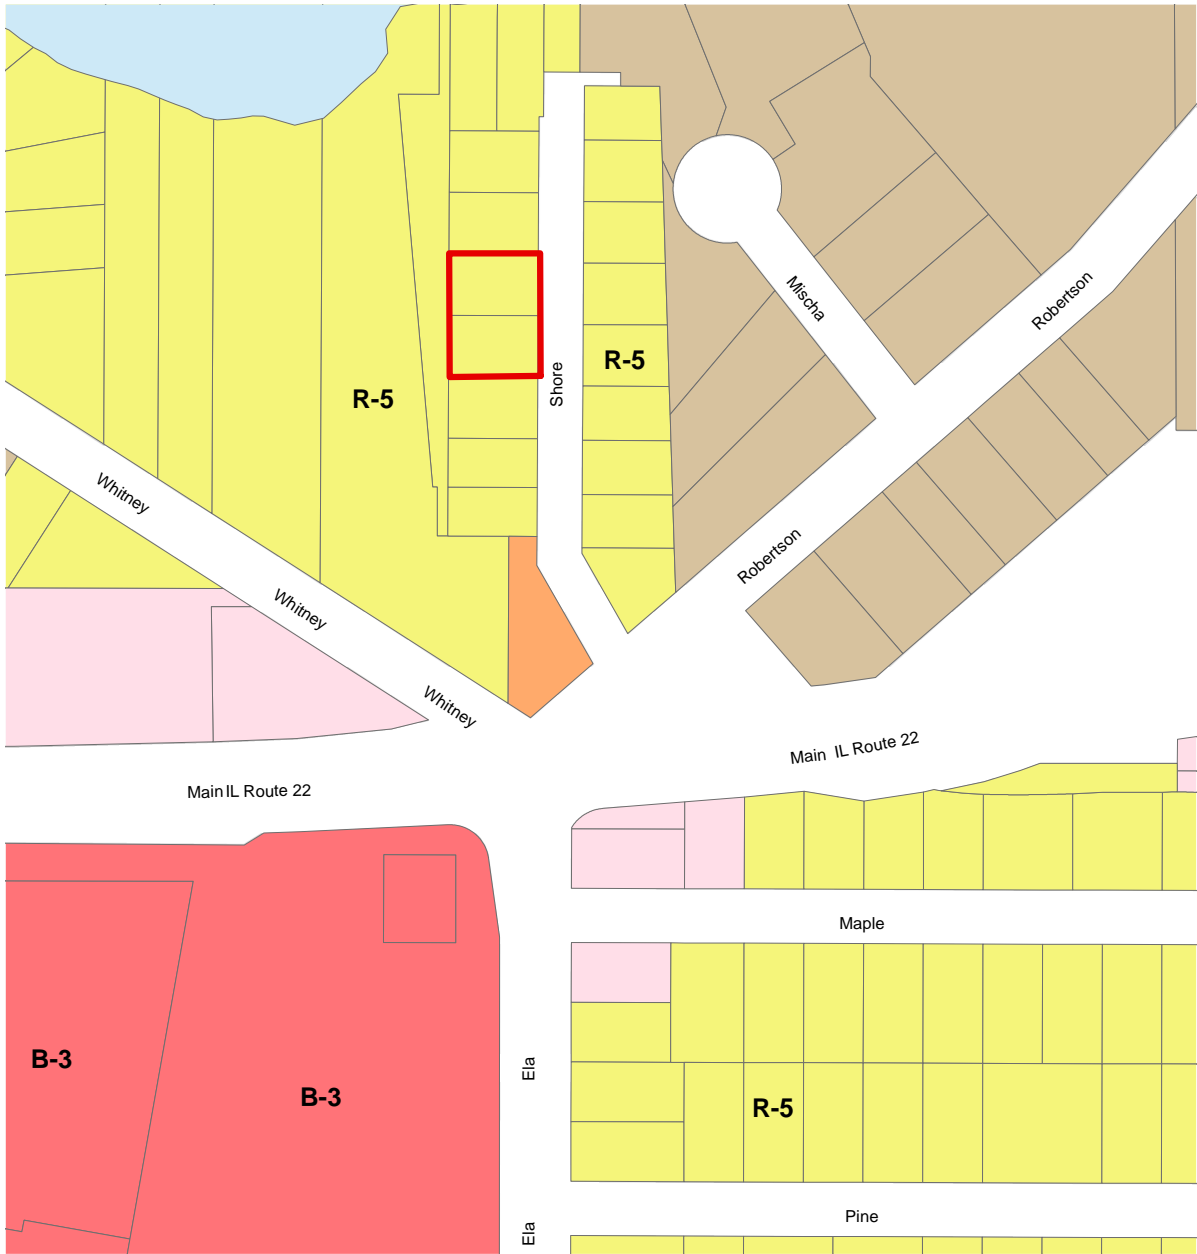 Mischa
Robertson
R-5
Shore
R-5
Whitney
Robertson
Whitney
Whitney
Main IL Route 22
Main IL Route 22
Maple
B-3
Ela
B-3
R-5
Pine
Ela